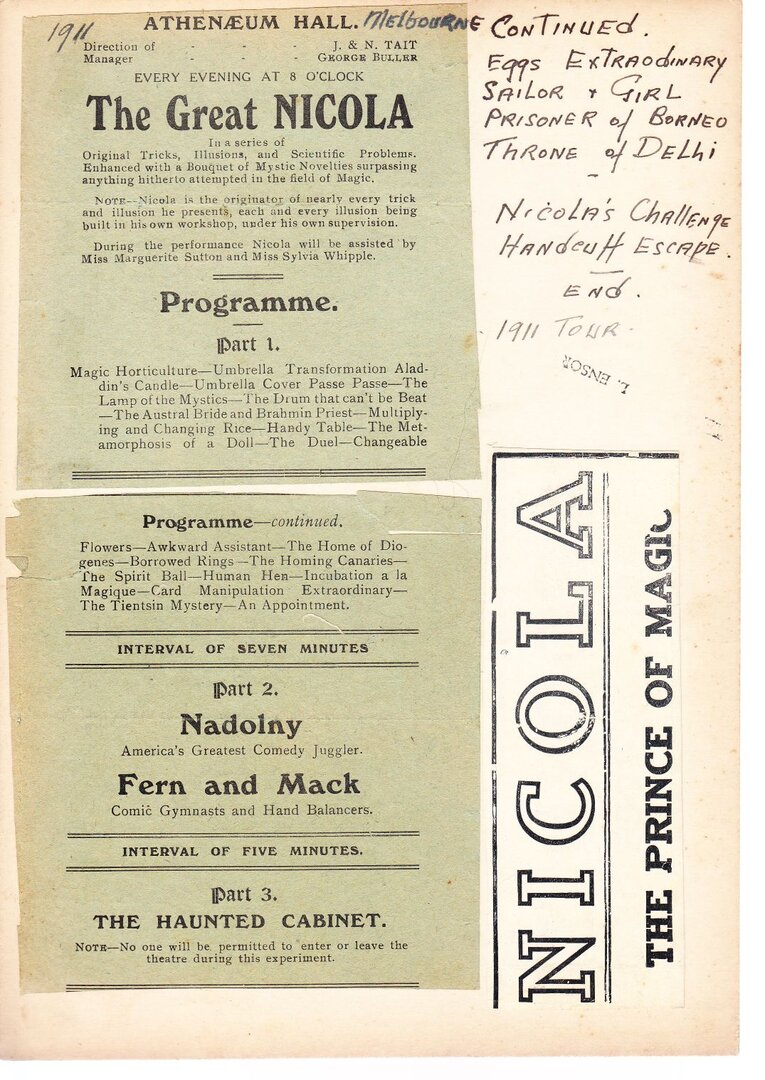 1911
ATHENÆUM HALL. Melbourne
Direction of - - - J. & N. TAIT
Manager - - - GEORGE BULLER
EVERY EVENING AT 8 O'CLOCK
The Great NICOLA
In a series of
Original Tricks, Illusions, and Scientific Problems.
Enhanced with a Bouquet of Mystic Novelties surpassing
anything hitherto attempted in the field of Magic.
NOTE—Nicola is the originator of nearly every trick
and illusion he presents, each and every illusion being
built in his own workshop, under his own supervision.
During the performance Nicola will be assisted by
Miss Marguerite Sutton and Miss Sylvia Whipple.
Programme.
Part 1.
Magic Horticulture—Umbrella Transformation Alad-
din's Candle—Umbrella Cover Passe Passe—The
Lamp of the Mystics—The Drum that can't be Beat
—The Austral Bride and Brahmin Priest—Multiply-
ing and Changing Rice—Handy Table—The Met-
amorphosis of a Doll—The Duel—Changeable
Programme—continued.
Flowers—Awkward Assistant—The Home of Dio-
genes—Borrowed Rings—The Homing Canaries—
The Spirit Ball—Human Hen—Incubation a la
Magique—Card Manipulation Extraordinary—
The Tientsin Mystery—An Appointment.
INTERVAL OF SEVEN MINUTES
Part 2.
Nadolny
America's Greatest Comedy Juggler.
Fern and Mack
Comic Gymnasts and Hand Balancers.
INTERVAL OF FIVE MINUTES.
Part 3.
THE HAUNTED CABINET.
NOTE—No one will be permitted to enter or leave the
theatre during this experiment.
CONTINUED.
Eggs EXTRAODINARY
SAILOR + GIRL
PRISONER of BORNEO
THRONE of DELHI
NICOLA'S CHALLENGE
HANDCUFF ESCAPE.
END.
1911 TOUR.
L. ENSOR
NICOLA
THE PRINCE OF MAGIC